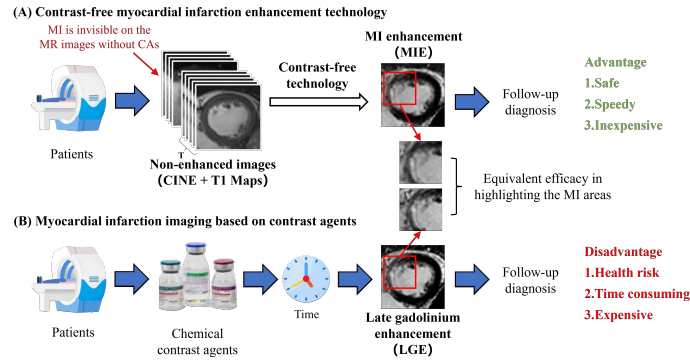 (A) Contrast-free myocardial infarction enhancement technology
MI is invisible on the
MR images without CAs
Patients
T
Non-enhanced images
(CINE + T1 Maps)
Contrast-free
technology
MI enhancement
(MIE)
Follow-up
diagnosis
Advantage
1.Safe
2.Speedy
3.Inexpensive
Equivalent efficacy in
highlighting the MI areas
(B) Myocardial infarction imaging based on contrast agents
Patients
Chemical
contrast agents
Time
Late gadolinium
enhancement
(LGE)
Follow-up
diagnosis
Disadvantage
1.Health risk
2.Time consuming
3.Expensive